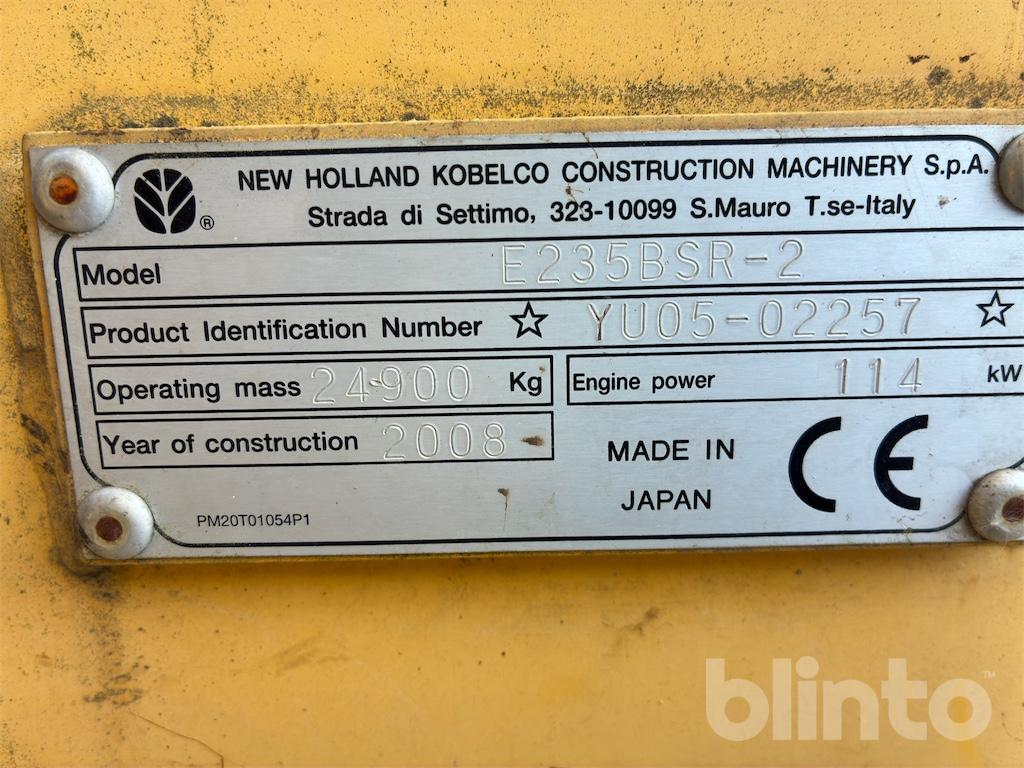 NEW HOLLAND KOBELCO CONSTRUCTION MACHINERY S.p.A.
Strada di Settimo, 323-10099 S.Mauro T.se-Italy
®
Model E235BSR-2
Product Identification Number ☆ YU05-02257 ☆
Operating mass 24900 Kg Engine power 114 kW
Year of construction 2008
MADE IN
JAPAN
CE
PM20T01054P1
blinto™